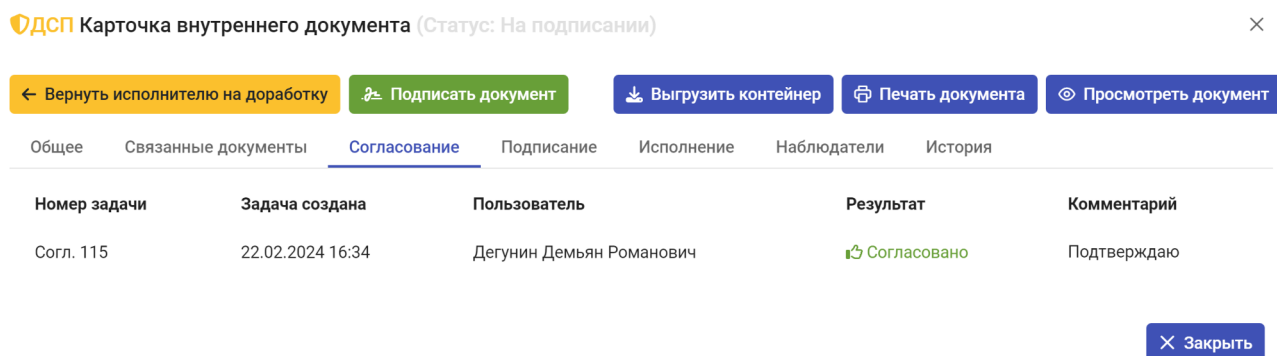 ДСП Карточка внутреннего документа (Статус: На подписании)
Вернуть исполнителю на доработку Подписать документ Выгрузить контейнер Печать документа Просмотреть документ
Общее Связанные документы Согласование Подписание Исполнение Наблюдатели История
Номер задачи Задача создана Пользователь Результат Комментарий
Согл. 115 22.02.2024 16:34 Дегунин Демьян Романович Согласовано Подтверждаю
Закрыть